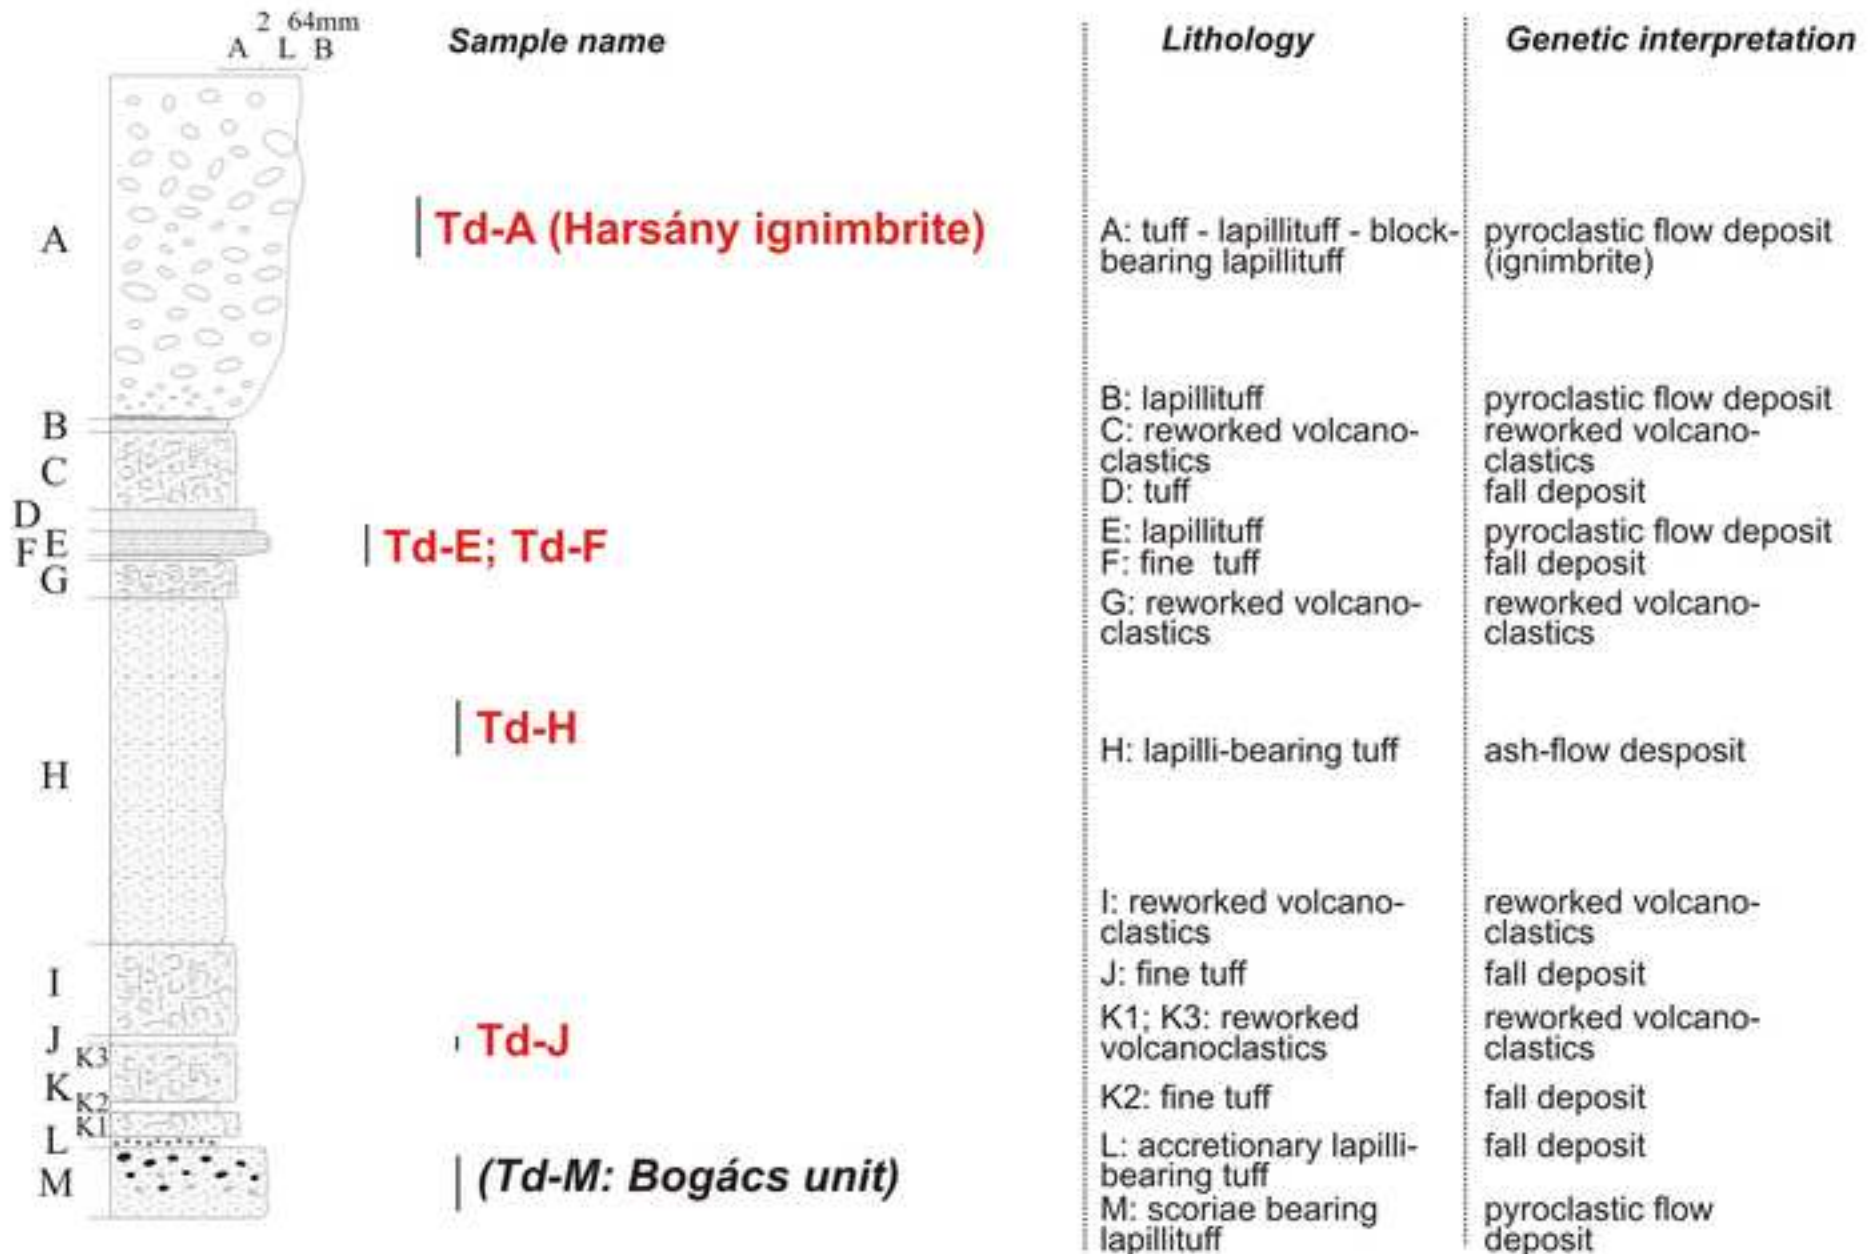 2 64mm
A L B
Sample name
Lithology
Genetic interpretation
A
Td-A (Harsány ignimbrite)
A: tuff - lapillituff - block-
bearing lapillituff
pyroclastic flow deposit
(ignimbrite)
B
B: lapillituff
pyroclastic flow deposit
C
C: reworked volcano-
clastics
reworked volcano-
clastics
D
D: tuff
fall deposit
E
Td-E; Td-F
E: lapillituff
pyroclastic flow deposit
F
F: fine tuff
fall deposit
G
G: reworked volcano-
clastics
reworked volcano-
clastics
H
Td-H
H: lapilli-bearing tuff
ash-flow desposit
I
I: reworked volcano-
clastics
reworked volcano-
clastics
J
Td-J
J: fine tuff
fall deposit
K3
K
K2
K1
K1; K3: reworked
volcanoclastics
reworked volcano-
clastics
K2: fine tuff
fall deposit
L
L: accretionary lapilli-
bearing tuff
fall deposit
M
(Td-M: Bogács unit)
M: scoriae bearing
lapillituff
pyroclastic flow
deposit